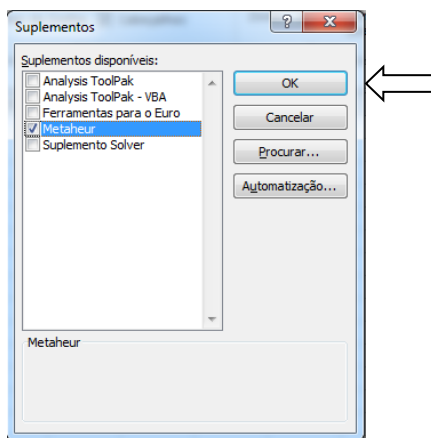 Suplementos
Suplementos disponíveis:
Analysis ToolPak
Analysis ToolPak - VBA
Ferramentas para o Euro
Metaheur
Suplemento Solver
OK
Cancelar
Procurar...
Automatização...
Metaheur